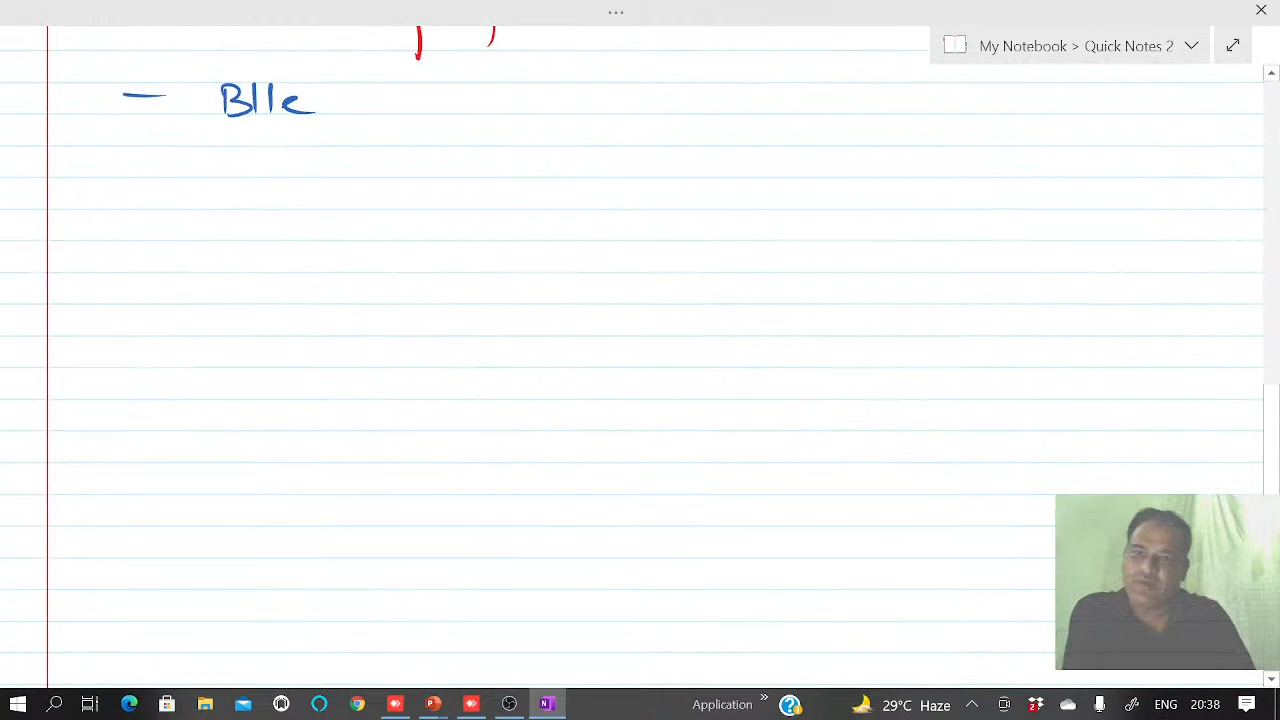 My Notebook > Quick Notes 2
— Blle
Application
29°C Haze
ENG
20:38